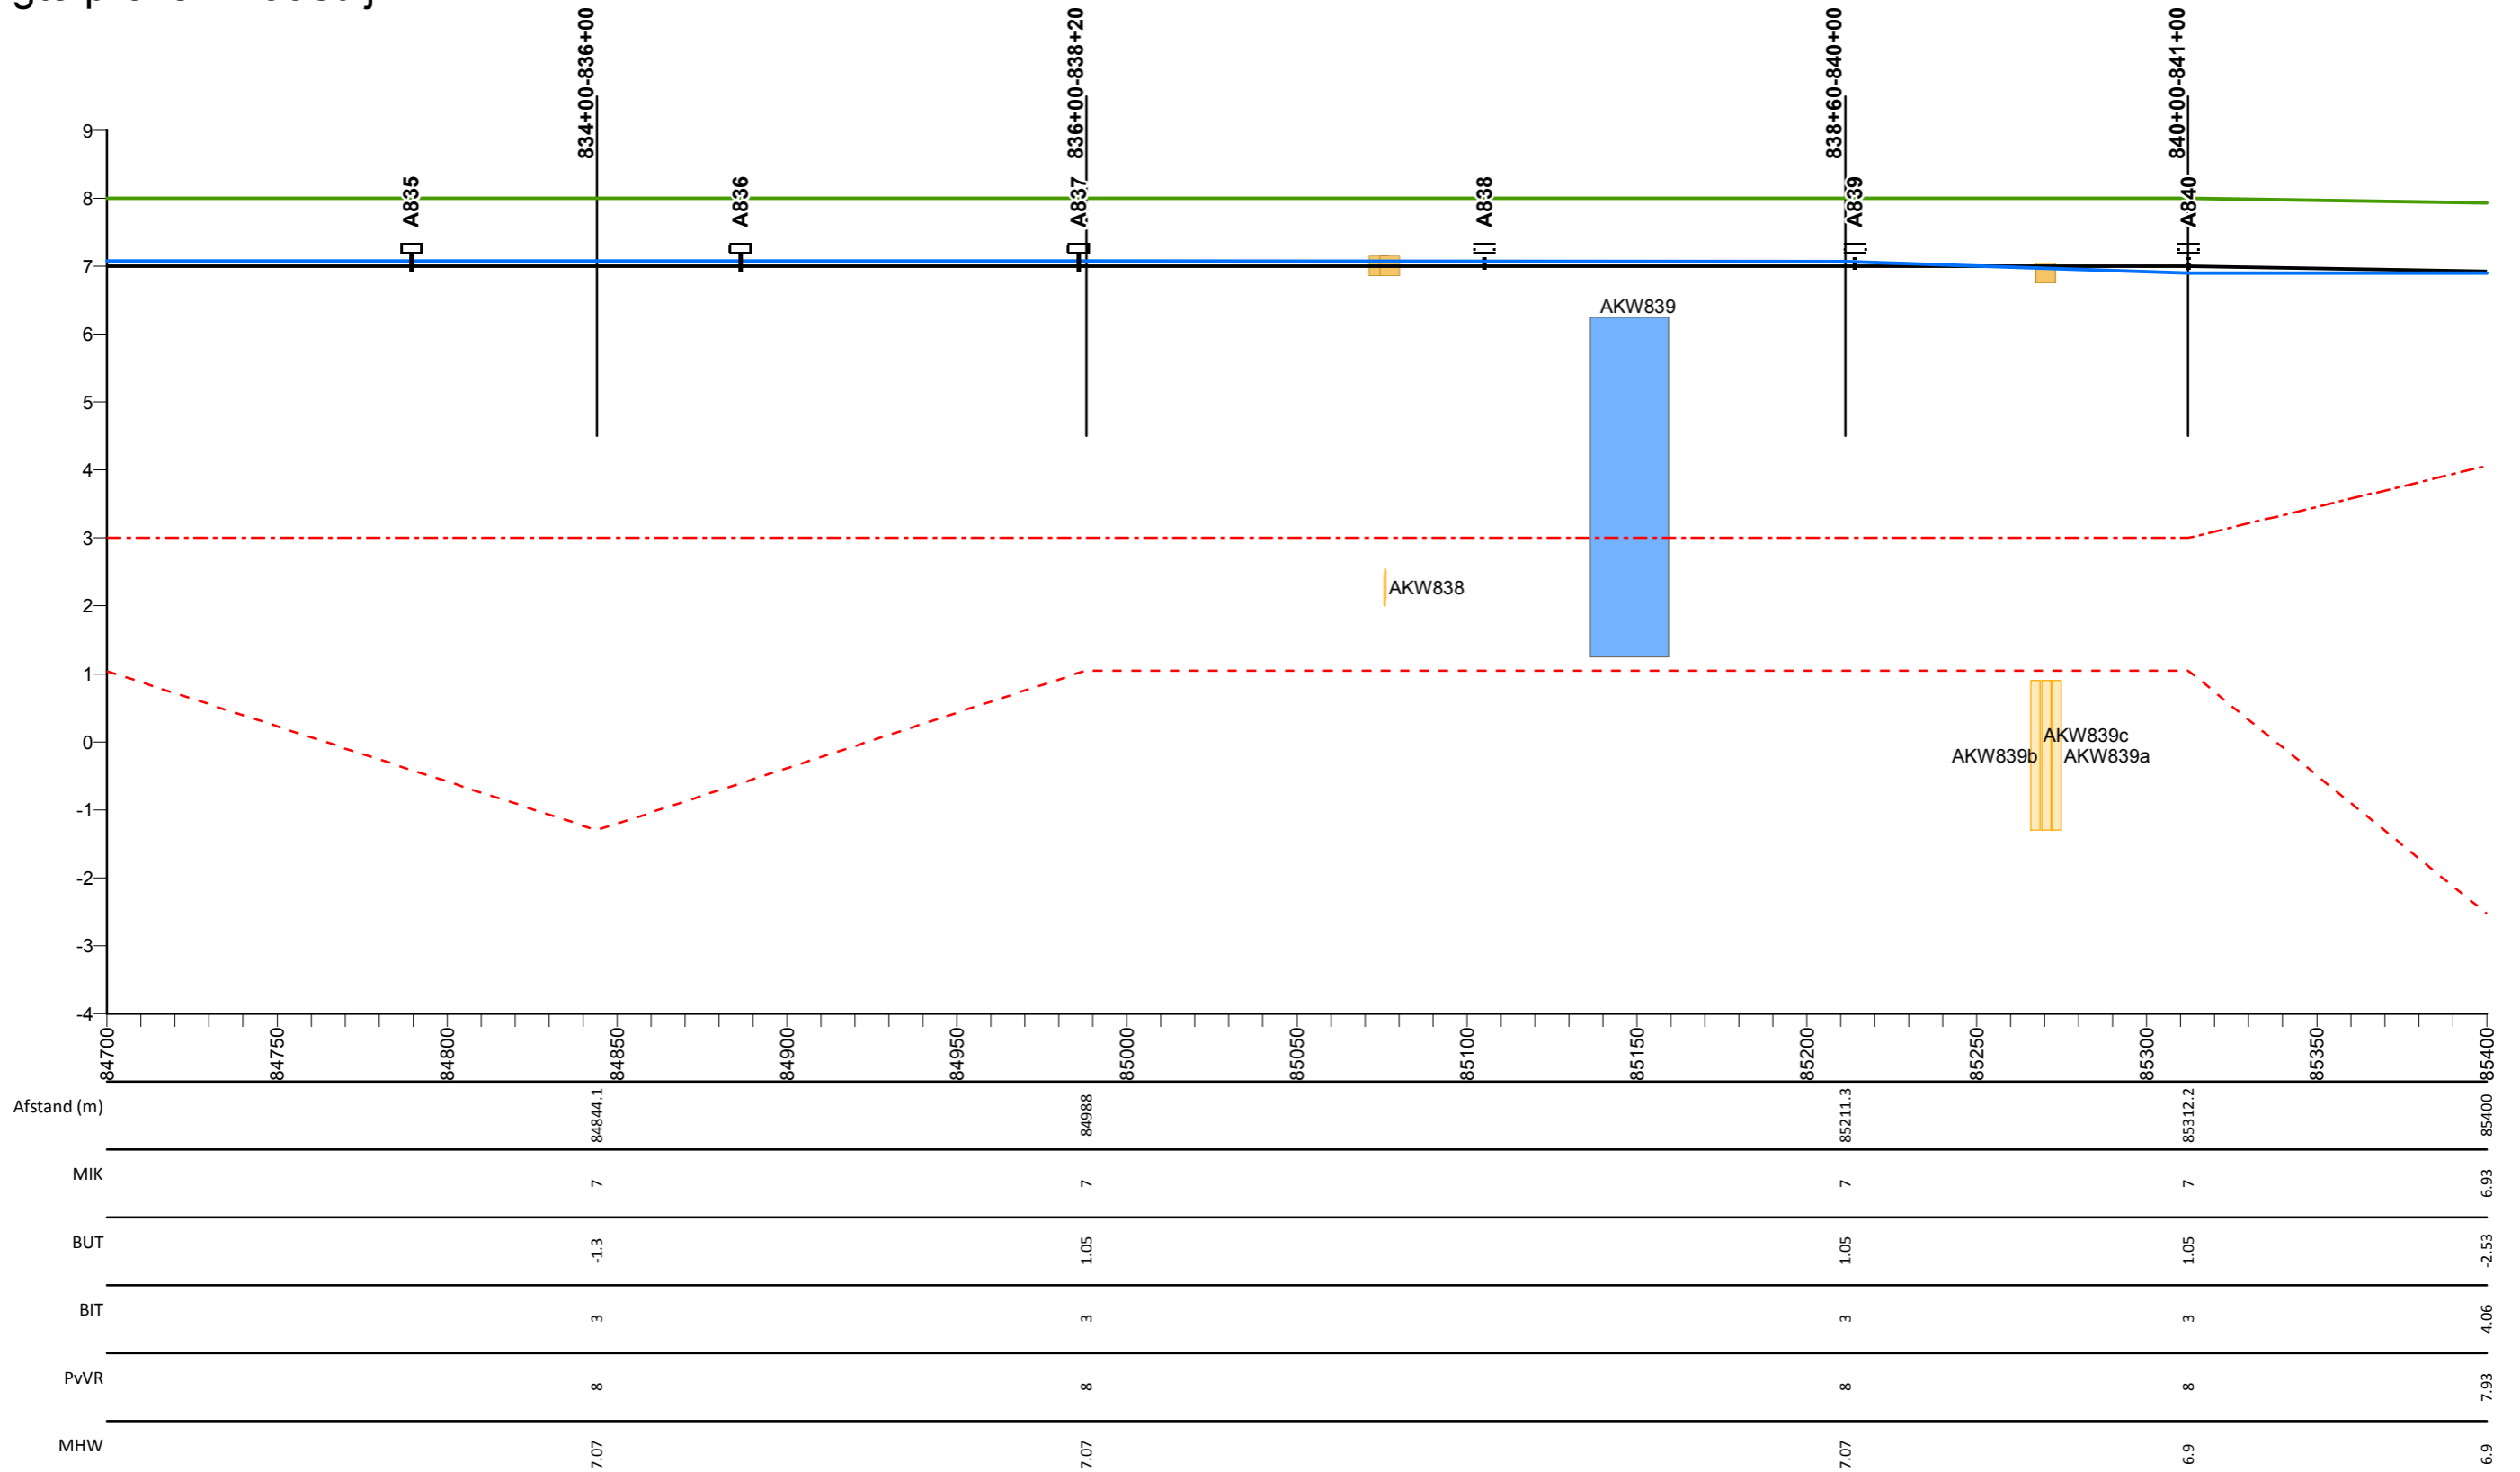 834+00-836+00
836+00-838+20
838+60-840+00
840+00-841+00
A835
A836
A837
A838
A839
A840
9
8
7
6
5
4
3
2
1
0
-1
-2
-3
-4
AKW839
AKW838
AKW839c
AKW839b
AKW839a
84700
84750
84800
84850
84900
84950
85000
85050
85100
85150
85200
85250
85300
85350
85400
Afstand (m) 84844.1 84988 85211.3 85312.2 85400
MIK 7 7 7 7 6.93
BUT -1.3 1.05 1.05 1.05 -2.53
BIT 3 3 3 3 4.06
PvVR 8 8 8 8 7.93
MHW 7.07 7.07 7.07 6.9 6.9